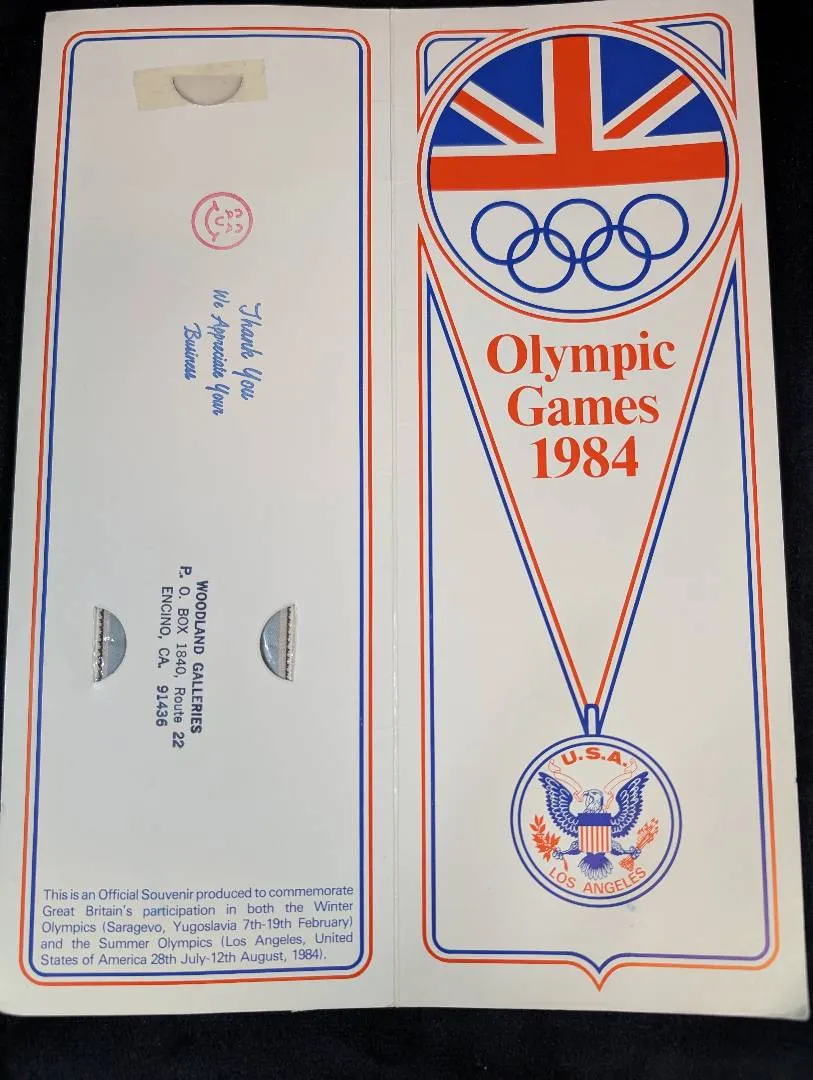 Thank You
We Appreciate Your
Business
WOODLAND GALLERIES
P. O. BOX 1840, Route 22
ENCINO, CA. 91436
This is an Official Souvenir produced to commemorate
Great Britain's participation in both the Winter
Olympics (Saragevo, Yugoslavia 7th-19th February)
and the Summer Olympics (Los Angeles, United
States of America 28th July-12th August, 1984).
Olympic
Games
1984
U.S.A.
LOS ANGELES